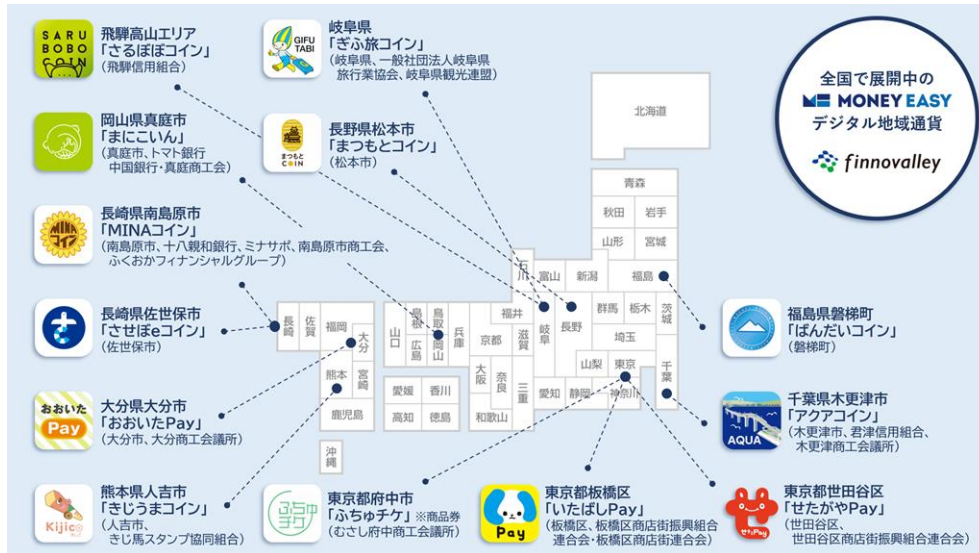 SARU
BOBO
COIN
飛騨高山エリア
「さるぼぼコイン」
(飛騨信用組合)
GIFU
TABI
岐阜県
「ぎふ旅コイン」
(岐阜県、一般社団法人岐阜県
旅行業協会、岐阜県観光連盟)
全国で展開中の
MONEY EASY
デジタル地域通貨
finnovalley
岡山県真庭市
「まにこいん」
(真庭市、トマト銀行
中国銀行・真庭商工会)
まつもと
COIN
長野県松本市
「まつもとコイン」
(松本市)
MINA
コイン
長崎県南島原市
「MINAコイン」
(南島原市、十八親和銀行、ミナサポ、南島原市商工会、
ふくおかフィナンシャルグループ)
さ
長崎県佐世保市
「させぼeコイン」
(佐世保市)
おおいた
Pay
大分県大分市
「おおいたPay」
(大分市、大分商工会議所)
Kijico
熊本県人吉市
「きじうまコイン」
(人吉市、
きじ馬スタンプ協同組合)
ふちゅ
チケ
東京都府中市
「ふちゅチケ」※商品券
(むさし府中商工会議所)
Pay
東京都板橋区
「いたばしPay」
(板橋区、板橋区商店街振興組合
連合会・板橋区商店街連合会)
せたPay
東京都世田谷区
「せたがやPay」
(世田谷区、
世田谷区商店街振興組合連合会)
AQUA
千葉県木更津市
「アクアコイン」
(木更津市、君津信用組合、
木更津商工会議所)
福島県磐梯町
「ばんだいコイン」
(磐梯町)
北海道
青森
秋田 岩手
山形 宮城
石川 富山 新潟 福島
群馬 栃木 茨城
福井 岐阜 長野 埼玉
山梨 東京 千葉
愛知 静岡 神奈川
長崎 佐賀 福岡 大分
熊本 宮崎
鹿児島
沖縄
山口 島根 鳥取 兵庫 京都 滋賀
広島 岡山
大阪 奈良 三重
和歌山
愛媛 香川
高知 徳島